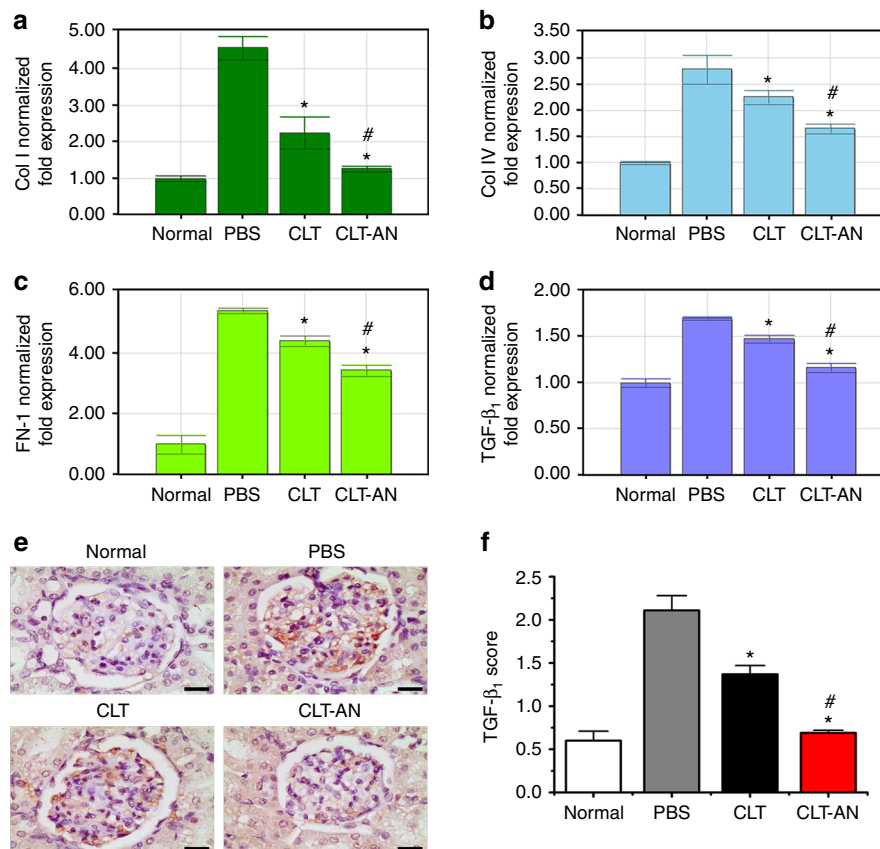 a
Col I normalized
fold expression
5.00
4.00
3.00
2.00
1.00
0.00
*
#
*
Normal PBS CLT CLT-AN
b
Col IV normalized
fold expression
3.50
3.00
2.50
2.00
1.50
1.00
0.50
0.00
*
#
*
Normal PBS CLT CLT-AN
c
FN-1 normalized
fold expression
6.00
4.00
2.00
0.00
*
#
*
Normal PBS CLT CLT-AN
d
TGF-β₁ normalized
fold expression
2.00
1.50
1.00
0.50
0.00
*
#
*
Normal PBS CLT CLT-AN
e
Normal PBS
CLT CLT-AN
f
TGF-β₁ score
2.5
2.0
1.5
1.0
0.5
0.0
*
#
*
Normal PBS CLT CLT-AN